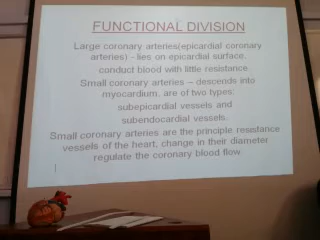 FUNCTIONAL DIVISION
Large coronary arteries(epicardial coronary
arteries) - lies on epicardial surface,
conduct blood with little resistance.
Small coronary arteries – descends into
myocardium, are of two types;
subepicardial vessels and
subendocardial vessels.
Small coronary arteries are the principle resistance
vessels of the heart, change in their diameter
regulate the coronary blood flow.